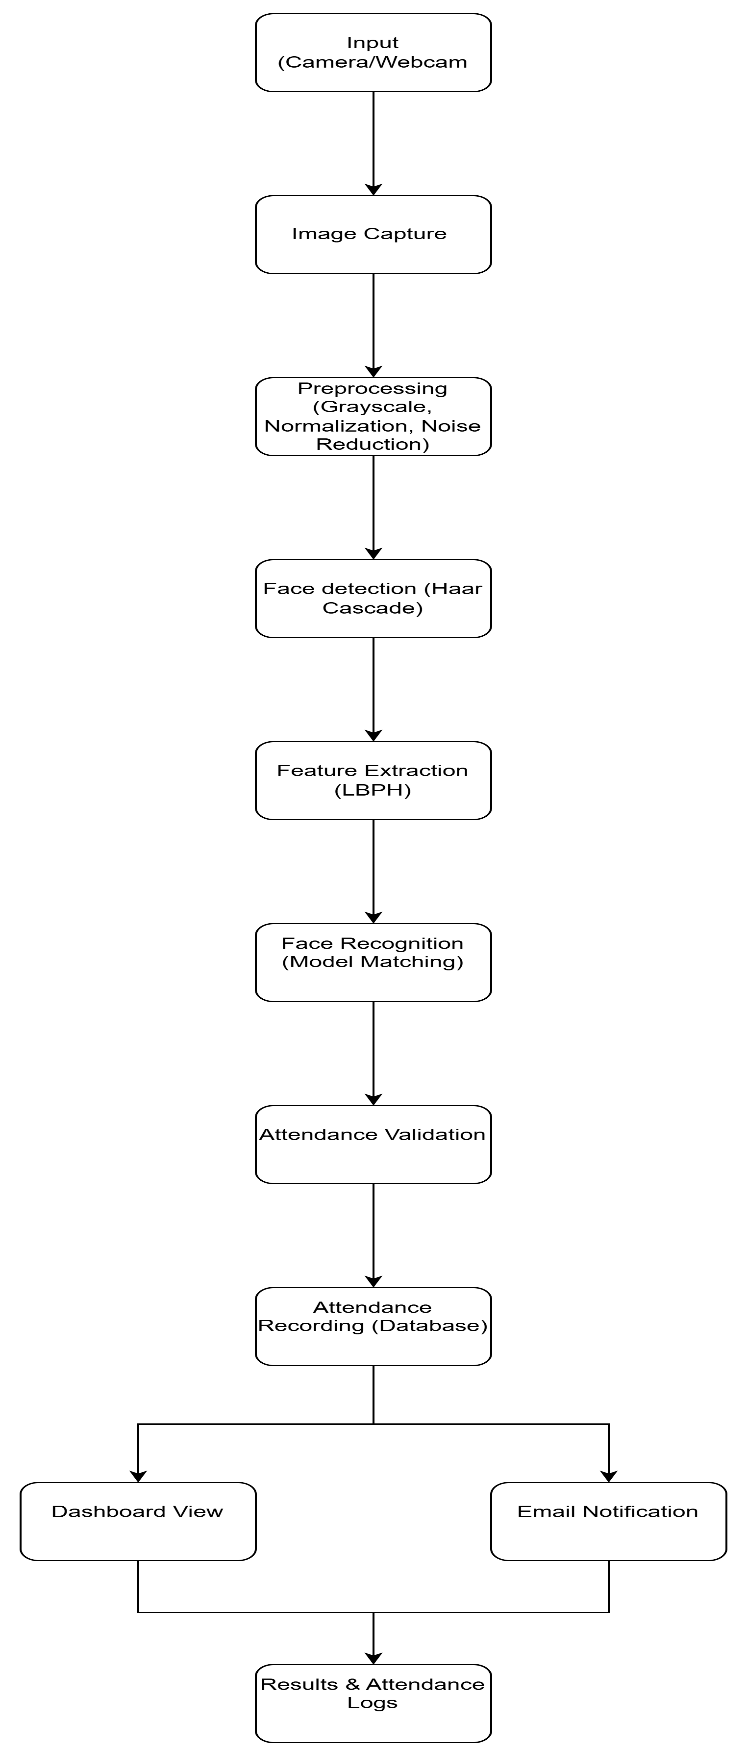 Input
(Camera/Webcam
Image Capture
Preprocessing
(Grayscale,
Normalization, Noise
Reduction)
Face detection (Haar
Cascade)
Feature Extraction
(LBPH)
Face Recognition
(Model Matching)
Attendance Validation
Attendance
Recording (Database)
Dashboard View
Email Notification
Results & Attendance
Logs